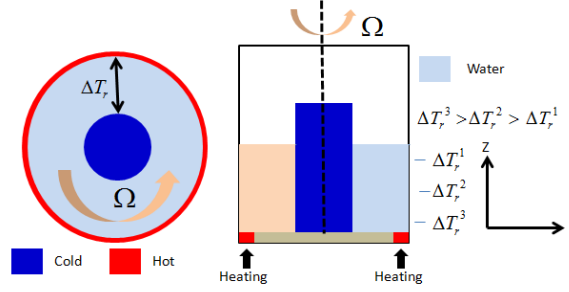 Ω
Water
ΔT_r
ΔT_r^3 > ΔT_r^2 > ΔT_r^1
Z
− ΔT_r^1
−ΔT_r^2
− ΔT_r^3
Ω
Cold
Hot
Heating
Heating